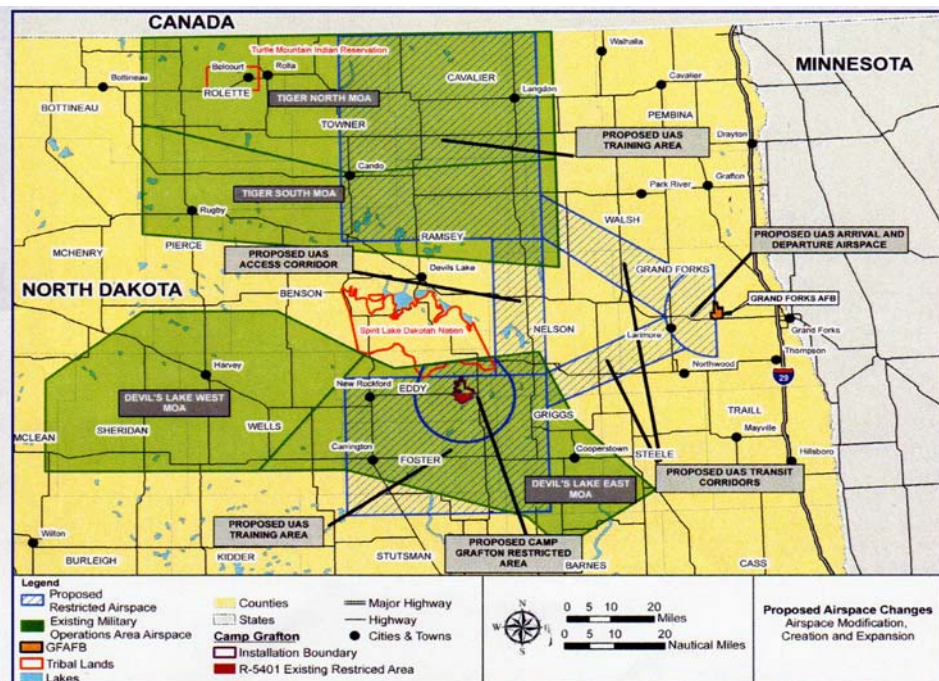 CANADA
Turtle Mountain Indian Reservation
Walhalla
Belcourt
Rolla
Bottineau
CAVALIER
Cavalier
MINNESOTA
ROLETTE
TIGER NORTH MOA
Langdon
BOTTINEAU
TOWNER
PEMBINA
PROPOSED UAS
TRAINING AREA
Drayton
Cando
TIGER SOUTH MOA
Park River
Grafton
Rugby
WALSH
PIERCE
RAMSEY
MCHENRY
PROPOSED UAS
ACCESS CORRIDOR
PROPOSED UAS ARRIVAL AND
DEPARTURE AIRSPACE
Devils Lake
GRAND FORKS
NORTH DAKOTA
BENSON
GRAND FORKS AFB
Spirit Lake Dakotah Nation
NELSON
Larimore
Grand Forks
Harvey
Northwood
Thompson
New Rockford
EDDY
29
DEVIL'S LAKE WEST
MOA
GRIGGS
TRAILL
MCLEAN
SHERIDAN
WELLS
Carrington
FOSTER
Cooperstown
STEELE
Mayville
Hillsboro
DEVIL'S LAKE EAST
MOA
PROPOSED UAS TRANSIT
CORRIDORS
PROPOSED UAS
TRAINING AREA
PROPOSED CAMP
GRAFTON RESTRICTED
AREA
Wilton
BURLEIGH
KIDDER
STUTSMAN
BARNES
CASS
Legend
Proposed
Restricted Airspace
Existing Military
Operations Area Airspace
GFAFB
Tribal Lands
Lakes
Counties
States
Camp Grafton
Installation Boundary
R-5401 Existing Restriced Area
Major Highway
Highway
Cities & Towns
N
W
E
S
0 5 10 20
Miles
0 5 10 20
Nautical Miles
Proposed Airspace Changes
Airspace Modification,
Creation and Expansion